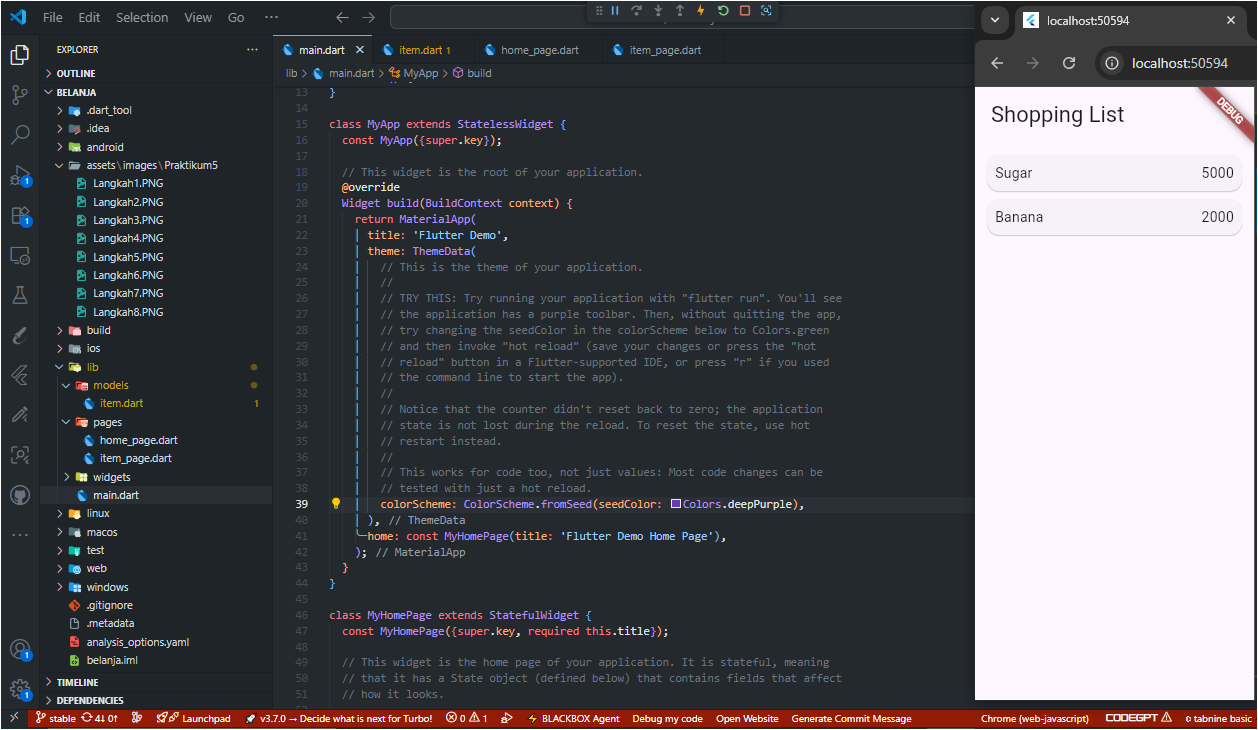 File Edit Selection View Go ···
localhost:50594
EXPLORER ···
main.dart
item.dart 1
home_page.dart
item_page.dart
localhost:50594
OUTLINE
lib > main.dart > MyApp > build
BELANJA
.dart_tool
.idea
android
assets\images\Praktikum5
Langkah1.PNG
Langkah2.PNG
Langkah3.PNG
Langkah4.PNG
Langkah5.PNG
Langkah6.PNG
Langkah7.PNG
Langkah8.PNG
build
ios
lib
models
item.dart 1
pages
home_page.dart
item_page.dart
widgets
main.dart
linux
macos
test
web
windows
.gitignore
.metadata
analysis_options.yaml
belanja.iml
TIMELINE
DEPENDENCIES
13 }
14
15 class MyApp extends StatelessWidget {
16 const MyApp({super.key});
17
18 // This widget is the root of your application.
19 @override
20 Widget build(BuildContext context) {
21 return MaterialApp(
22 title: 'Flutter Demo',
23 theme: ThemeData(
24 // This is the theme of your application.
25 //
26 // TRY THIS: Try running your application with "flutter run". You'll see
27 // the application has a purple toolbar. Then, without quitting the app,
28 // try changing the seedColor in the colorScheme below to Colors.green
29 // and then invoke "hot reload" (save your changes or press the "hot
30 // reload" button in a Flutter-supported IDE, or press "r" if you used
31 // the command line to start the app).
32 //
33 // Notice that the counter didn't reset back to zero; the application
34 // state is not lost during the reload. To reset the state, use hot
35 // restart instead.
36 //
37 // This works for code too, not just values: Most code changes can be
38 // tested with just a hot reload.
39 colorScheme: ColorScheme.fromSeed(seedColor: Colors.deepPurple),
40 ), // ThemeData
41 home: const MyHomePage(title: 'Flutter Demo Home Page'),
42 ); // MaterialApp
43 }
44 }
45
46 class MyHomePage extends StatefulWidget {
47 const MyHomePage({super.key, required this.title});
48
49 // This widget is the home page of your application. It is stateful, meaning
50 // that it has a State object (defined below) that contains fields that affect
51 // how it looks.
DEBUG
Shopping List
Sugar 5000
Banana 2000
1
1
1
1
stable 4↓ 0↑ Launchpad v3.7.0 → Decide what is next for Turbo! 0 1 BLACKBOX Agent Debug my code Open Website Generate Commit Message Chrome (web-javascript) CODEGPT tabnine basic